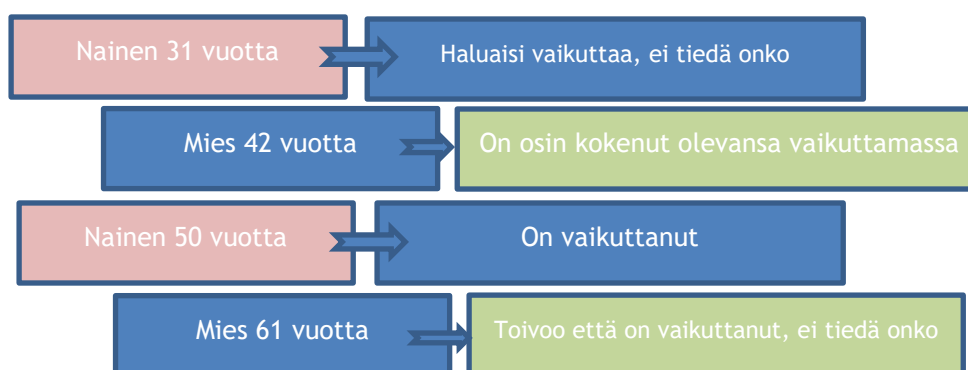 Nainen 31 vuotta
Haluaisi vaikuttaa, ei tiedä onko
Mies 42 vuotta
On osin kokenut olevansa vaikuttamassa
Nainen 50 vuotta
On vaikuttanut
Mies 61 vuotta
Toivoo että on vaikuttanut, ei tiedä onko